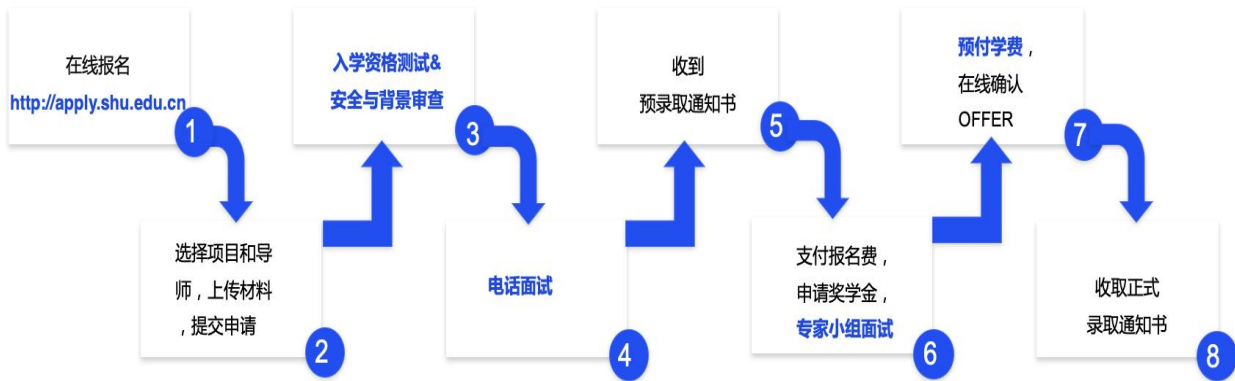 在线报名
http://apply.shu.edu.cn
1
选择项目和导
师，上传材料
，提交申请
2
入学资格测试&
安全与背景审查
3
电话面试
4
收到
预录取通知书
5
支付报名费，
申请奖学金，
专家小组面试
6
预付学费，
在线确认
OFFER
7
收取正式
录取通知书
8